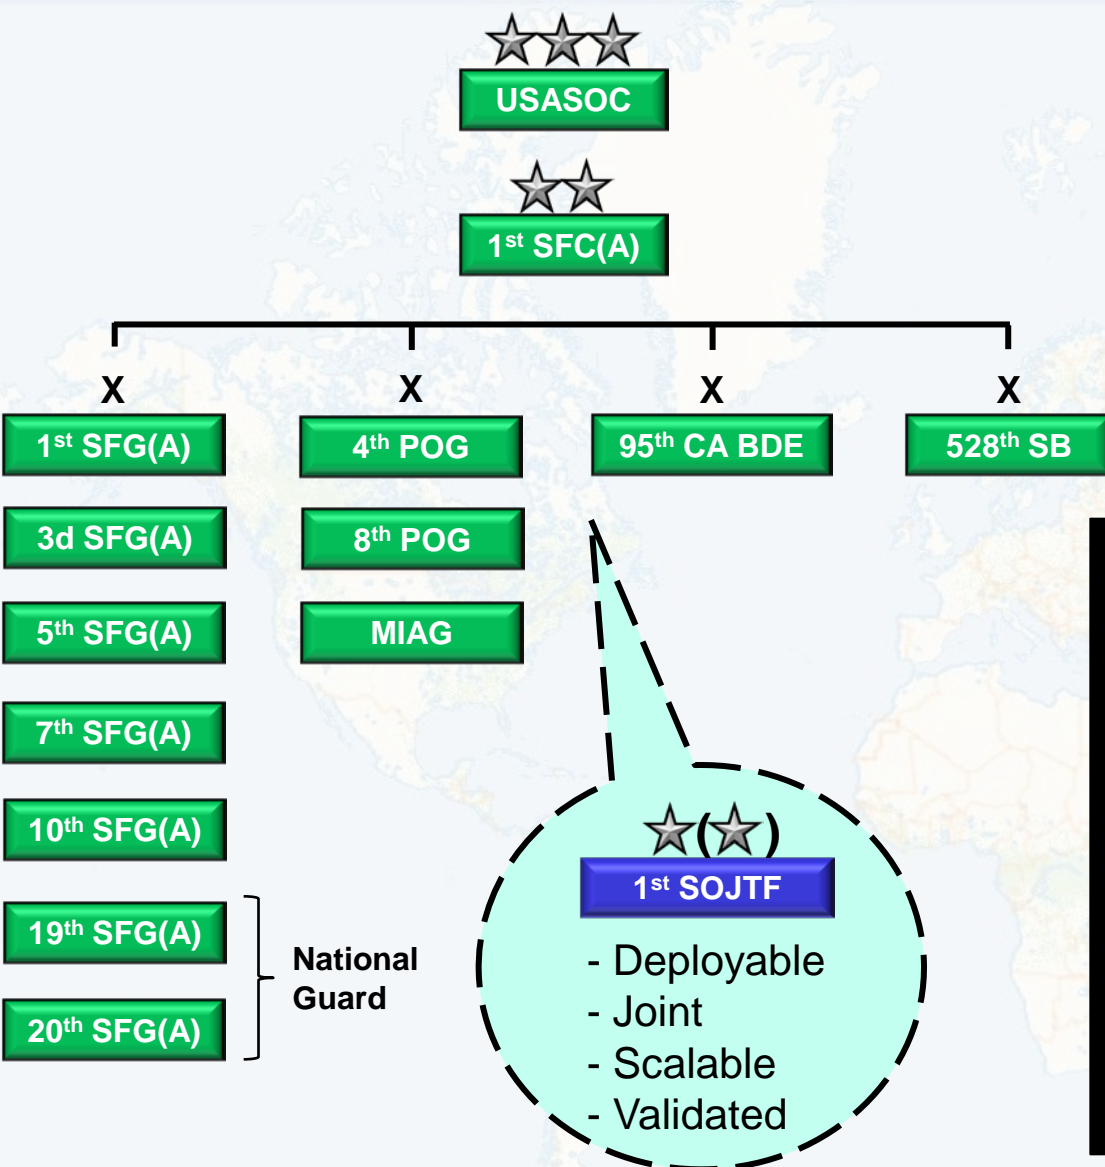 USASOC
1st SFC(A)
X X X X
1st SFG(A) 4th POG 95th CA BDE 528th SB
3d SFG(A) 8th POG
5th SFG(A) MIAG
7th SFG(A)
10th SFG(A)
19th SFG(A)
20th SFG(A)
National
Guard
( )
1st SOJTF
- Deployable
- Joint
- Scalable
- Validated